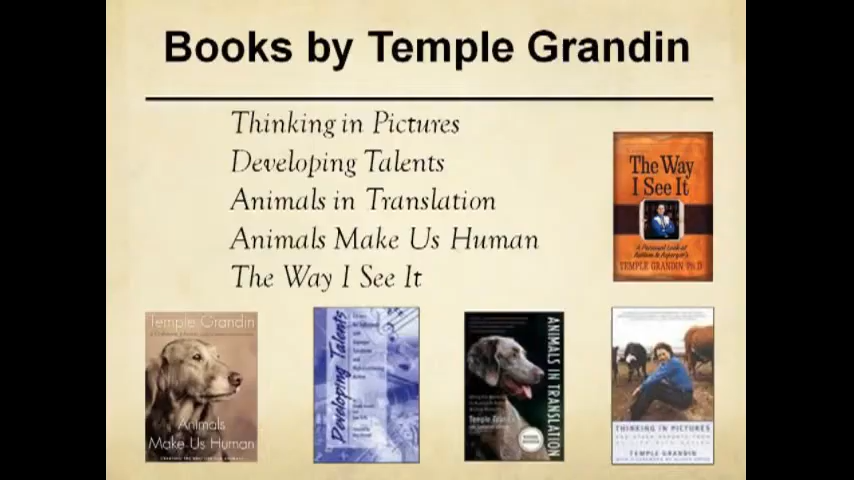 Books by Temple Grandin
Thinking in Pictures
Developing Talents
Animals in Translation
Animals Make Us Human
The Way I See It
The Way
I See It
A Personal Look at
Autism & Asperger's
TEMPLE GRANDIN Ph.D
Temple Grandin
Animals
Make Us Human
Developing Talents
ANIMALS IN TRANSLATION
Temple
THINKING IN PICTURES
TEMPLE GRANDIN